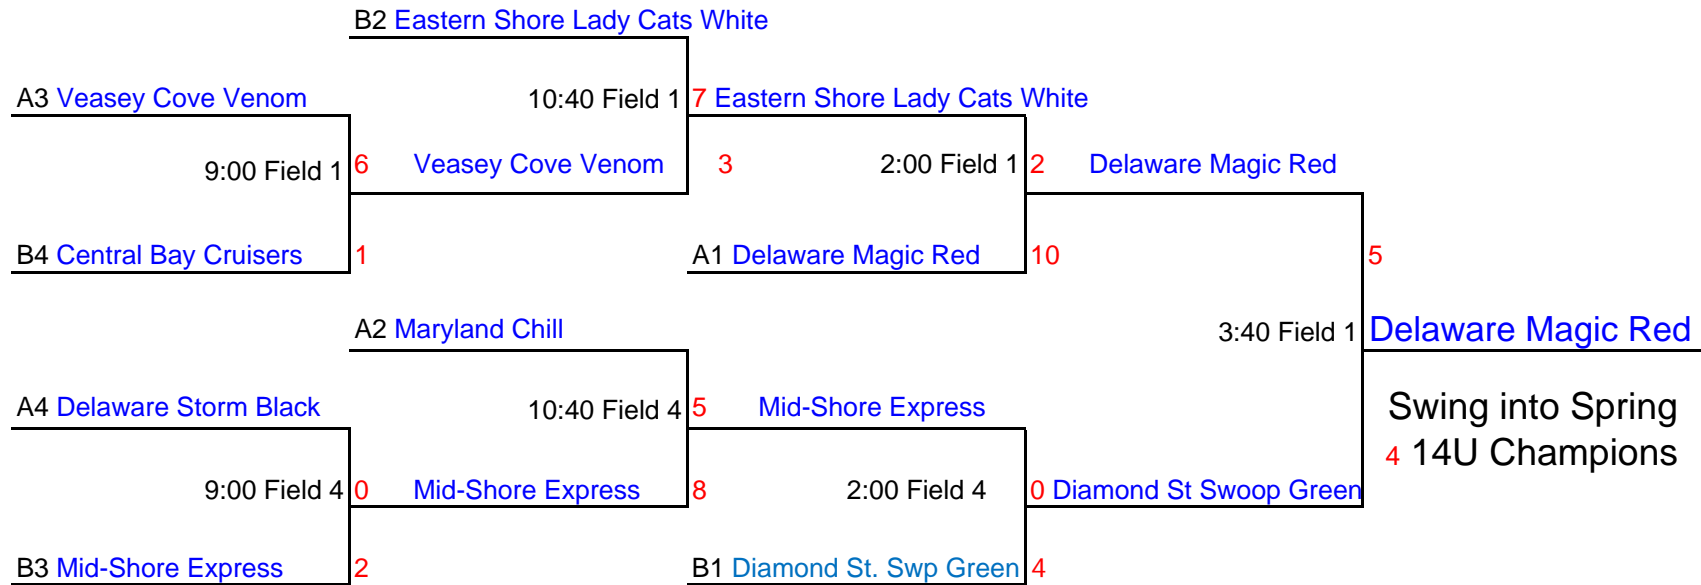 B2 Eastern Shore Lady Cats White
A3 Veasey Cove Venom
10:40 Field 1 7 Eastern Shore Lady Cats White
9:00 Field 1 6 Veasey Cove Venom 3 2:00 Field 1 2 Delaware Magic Red
B4 Central Bay Cruisers 1 A1 Delaware Magic Red 10 5
A2 Maryland Chill 3:40 Field 1 Delaware Magic Red
A4 Delaware Storm Black 10:40 Field 4 5 Mid-Shore Express Swing into Spring
4 14U Champions
9:00 Field 4 0 Mid-Shore Express 8 2:00 Field 4 0 Diamond St Swoop Green
B3 Mid-Shore Express 2 B1 Diamond St. Swp Green 4